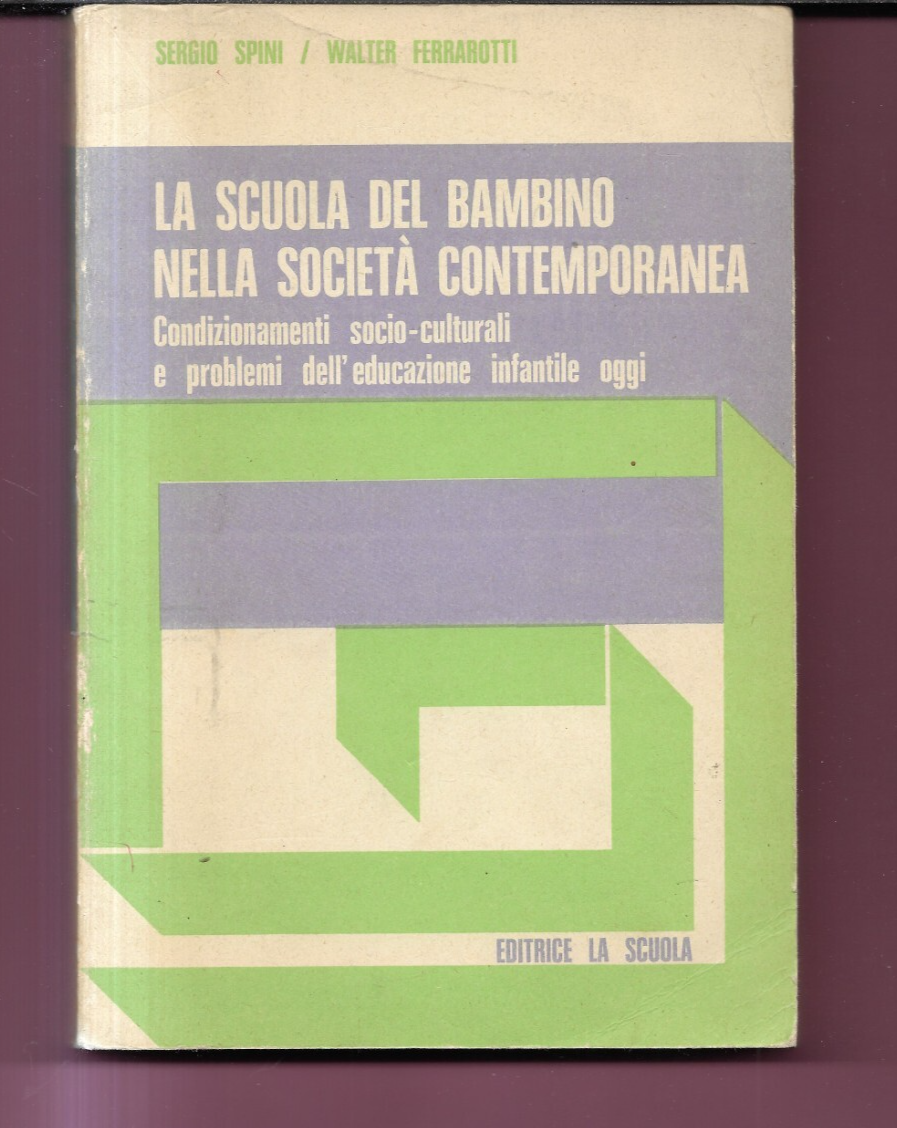 SERGIO SPINI / WALTER FERRAROTTI
LA SCUOLA DEL BAMBINO
NELLA SOCIETÀ CONTEMPORANEA
Condizionamenti socio-culturali
e problemi dell'educazione infantile oggi
EDITRICE LA SCUOLA